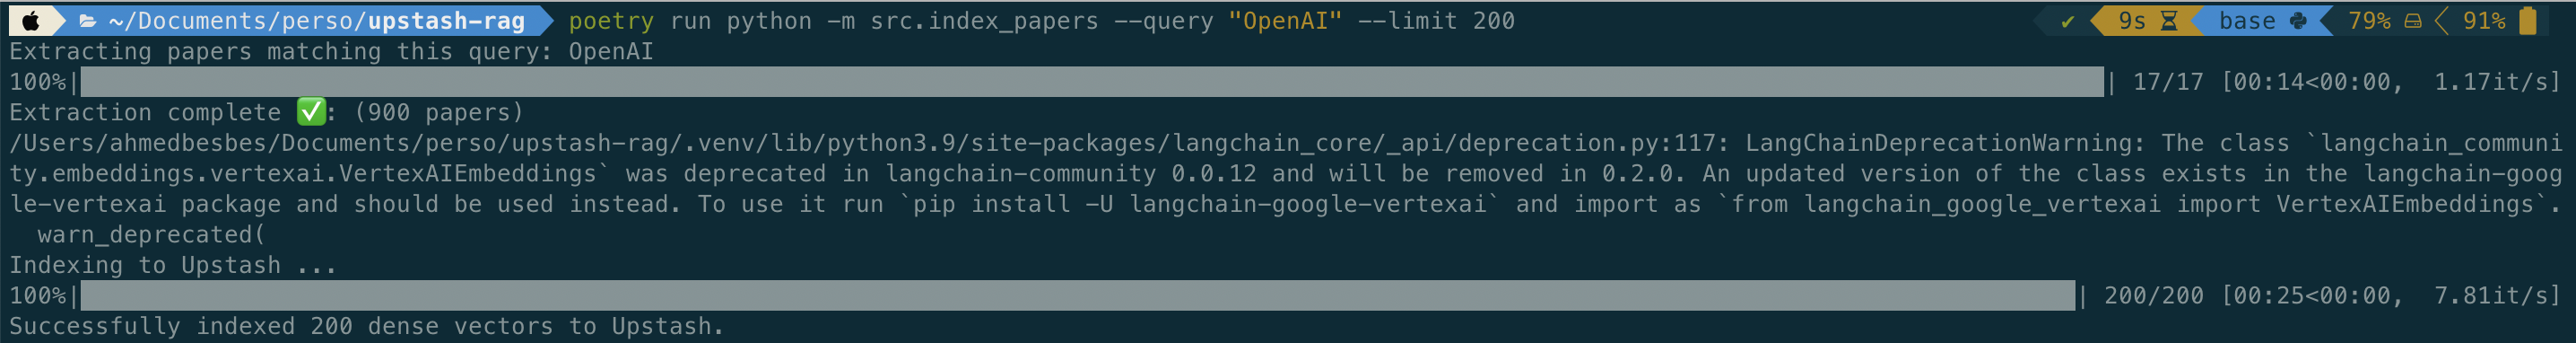 ~/Documents/perso/upstash-rag poetry run python -m src.index_papers --query "OpenAI" --limit 200 ✔ 9s base 79% 91%
Extracting papers matching this query: OpenAI
100%| | 17/17 [00:14<00:00, 1.17it/s]
Extraction complete ✅: (900 papers)
/Users/ahmedbesbes/Documents/perso/upstash-rag/.venv/lib/python3.9/site-packages/langchain_core/_api/deprecation.py:117: LangChainDeprecationWarning: The class `langchain_communi
ty.embeddings.vertexai.VertexAIEmbeddings` was deprecated in langchain-community 0.0.12 and will be removed in 0.2.0. An updated version of the class exists in the langchain-goog
le-vertexai package and should be used instead. To use it run `pip install -U langchain-google-vertexai` and import as `from langchain_google_vertexai import VertexAIEmbeddings`.
  warn_deprecated(
Indexing to Upstash ...
100%| | 200/200 [00:25<00:00, 7.81it/s]
Successfully indexed 200 dense vectors to Upstash.